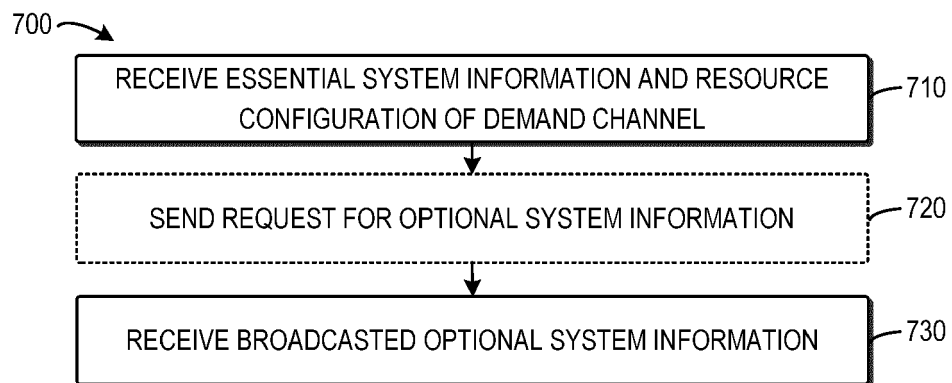 700
RECEIVE ESSENTIAL SYSTEM INFORMATION AND RESOURCE
CONFIGURATION OF DEMAND CHANNEL
710
SEND REQUEST FOR OPTIONAL SYSTEM INFORMATION
720
RECEIVE BROADCASTED OPTIONAL SYSTEM INFORMATION
730